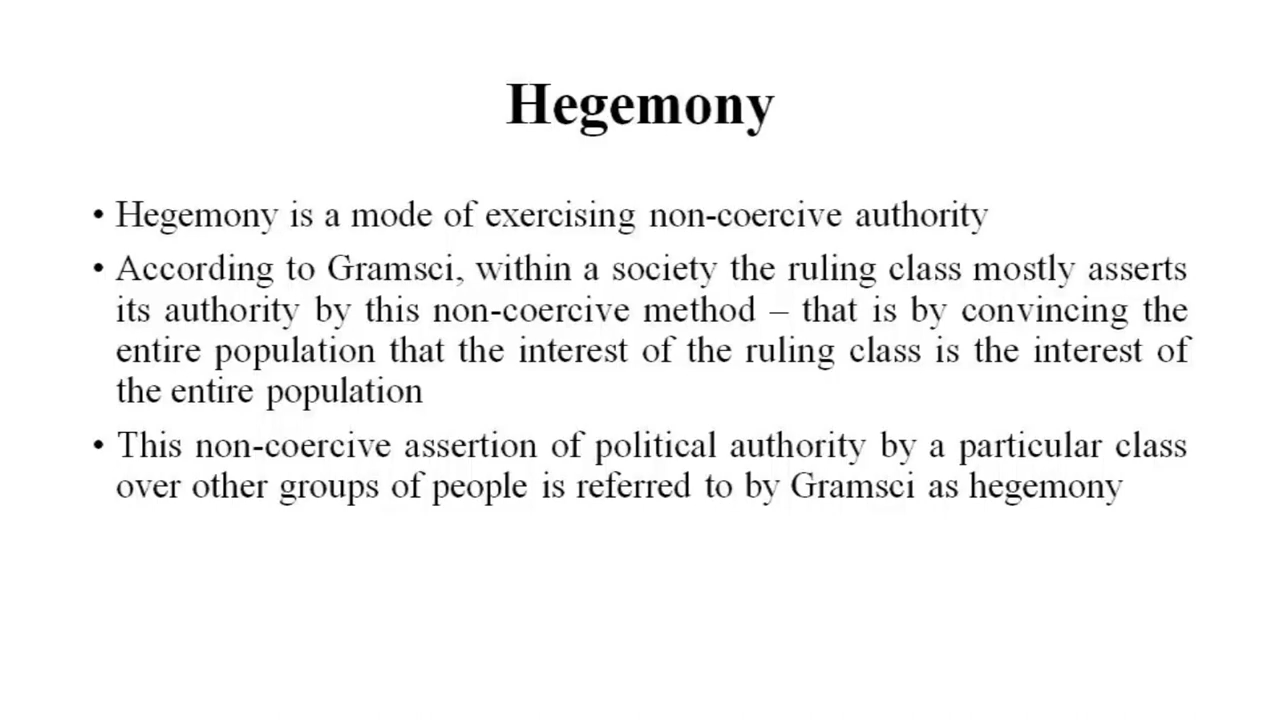 Hegemony
• Hegemony is a mode of exercising non-coercive authority
• According to Gramsci, within a society the ruling class mostly asserts
its authority by this non-coercive method – that is by convincing the
entire population that the interest of the ruling class is the interest of
the entire population
• This non-coercive assertion of political authority by a particular class
over other groups of people is referred to by Gramsci as hegemony